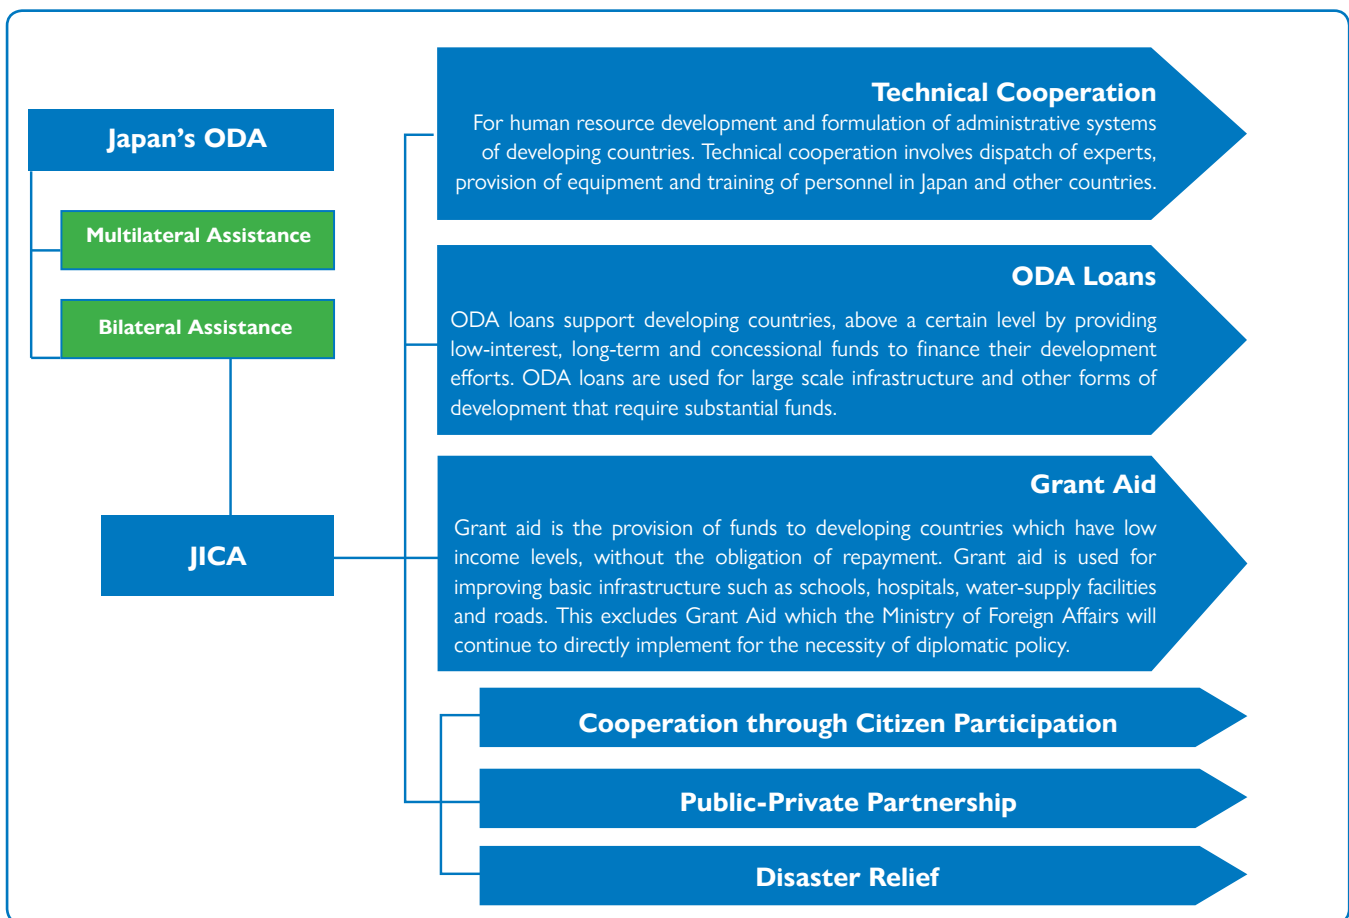 Japan's ODA
Multilateral Assistance
Bilateral Assistance
JICA
Technical Cooperation
For human resource development and formulation of administrative systems
of developing countries. Technical cooperation involves dispatch of experts,
provision of equipment and training of personnel in Japan and other countries.
ODA Loans
ODA loans support developing countries, above a certain level by providing
low-interest, long-term and concessional funds to finance their development
efforts. ODA loans are used for large scale infrastructure and other forms of
development that require substantial funds.
Grant Aid
Grant aid is the provision of funds to developing countries which have low
income levels, without the obligation of repayment. Grant aid is used for
improving basic infrastructure such as schools, hospitals, water-supply facilities
and roads. This excludes Grant Aid which the Ministry of Foreign Affairs will
continue to directly implement for the necessity of diplomatic policy.
Cooperation through Citizen Participation
Public-Private Partnership
Disaster Relief